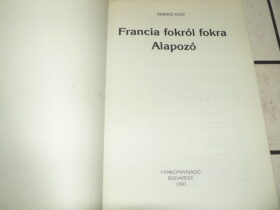 Francia fokról fokra
Alapozó
TANKÖNYVKIADÓ
BUDAPEST
1991